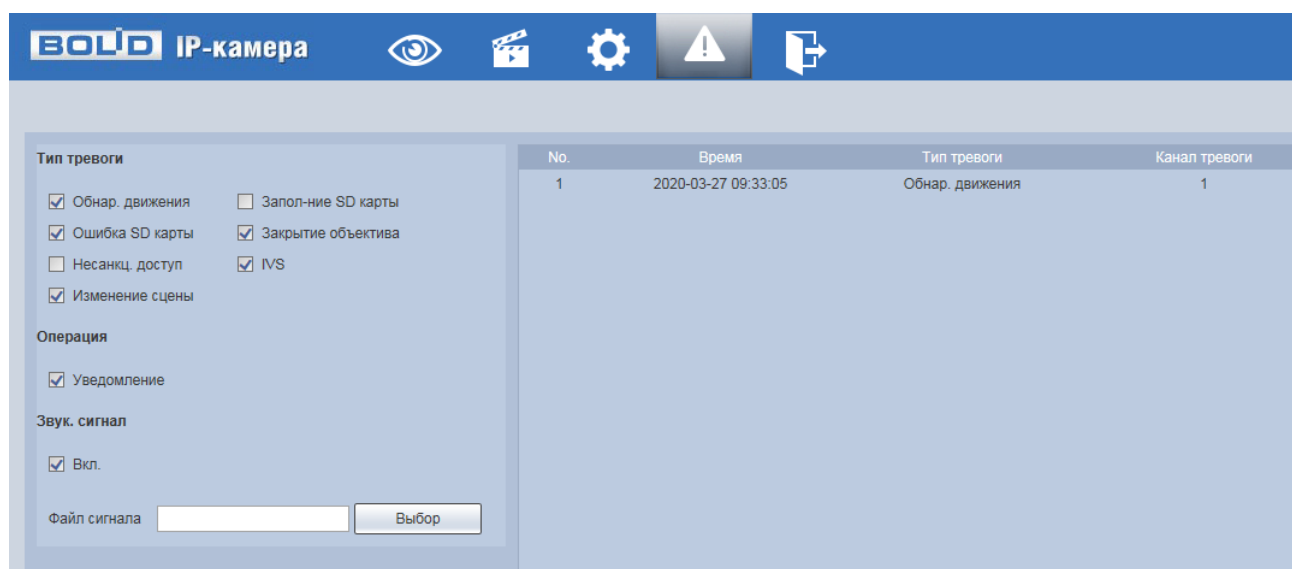 BOLID IP-камера
Тип тревоги
Обнар. движения Запол-ние SD карты
Ошибка SD карты Закрытие объектива
Несанкц. доступ IVS
Изменение сцены
Операция
Уведомление
Звук. сигнал
Вкл.
Файл сигнала Выбор
No. Время Тип тревоги Канал тревоги
1 2020-03-27 09:33:05 Обнар. движения 1